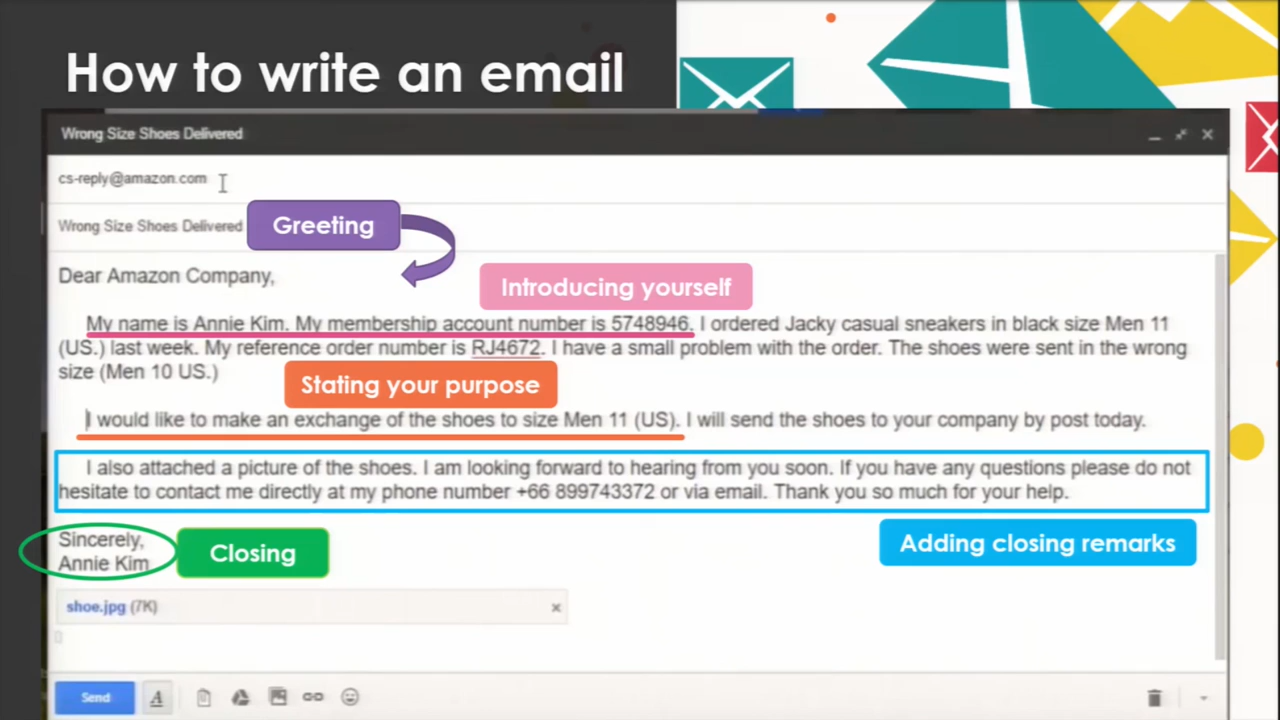 How to write an email
Wrong Size Shoes Delivered
cs-reply@amazon.com
Wrong Size Shoes Delivered
Greeting
Dear Amazon Company,
Introducing yourself
My name is Annie Kim. My membership account number is 5748946. I ordered Jacky casual sneakers in black size Men 11
(US.) last week. My reference order number is RJ4672. I have a small problem with the order. The shoes were sent in the wrong
size (Men 10 US.)
Stating your purpose
I would like to make an exchange of the shoes to size Men 11 (US). I will send the shoes to your company by post today.
I also attached a picture of the shoes. I am looking forward to hearing from you soon. If you have any questions please do not
hesitate to contact me directly at my phone number +66 899743372 or via email. Thank you so much for your help.
Adding closing remarks
Sincerely,
Annie Kim
Closing
shoe.jpg (7K)
Send
A